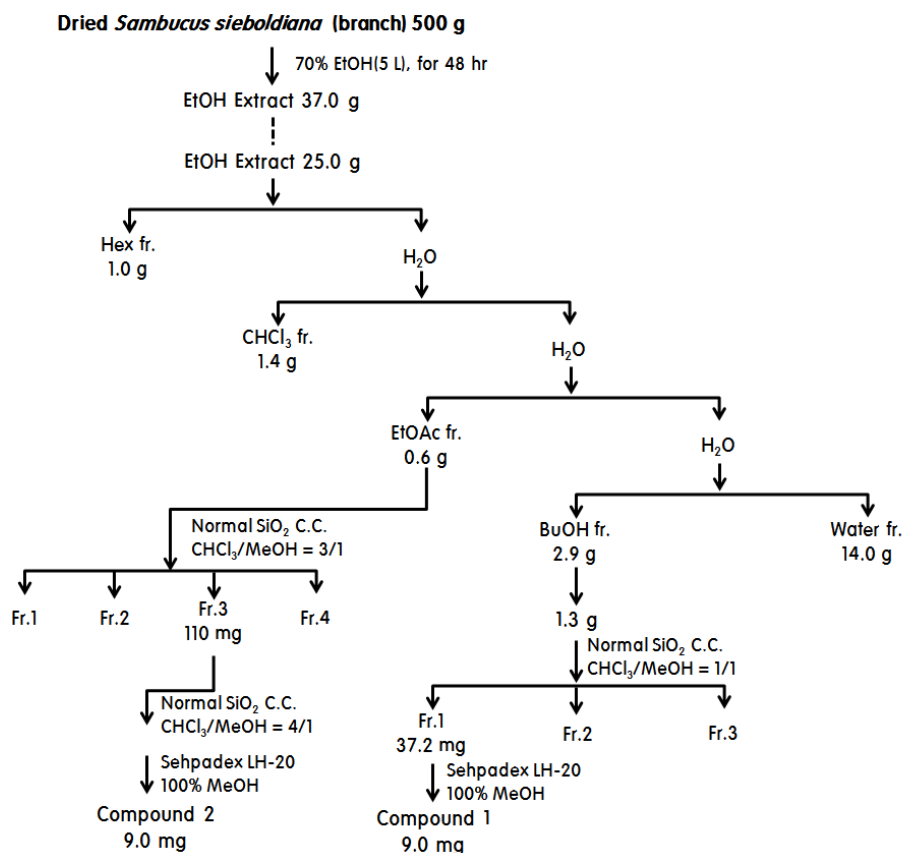 Dried Sambucus sieboldiana (branch) 500 g
70% EtOH(5 L), for 48 hr
EtOH Extract 37.0 g
EtOH Extract 25.0 g
Hex fr.
1.0 g
H₂O
CHCl₃ fr.
1.4 g
H₂O
EtOAc fr.
0.6 g
H₂O
Normal SiO₂ C.C.
CHCl₃/MeOH = 3/1
BuOH fr.
2.9 g
Water fr.
14.0 g
Fr.1
Fr.2
Fr.3
110 mg
Fr.4
1.3 g
Normal SiO₂ C.C.
CHCl₃/MeOH = 1/1
Normal SiO₂ C.C.
CHCl₃/MeOH = 4/1
Fr.1
37.2 mg
Fr.2
Fr.3
Sehpadex LH-20
100% MeOH
Sehpadex LH-20
100% MeOH
Compound 2
9.0 mg
Compound 1
9.0 mg